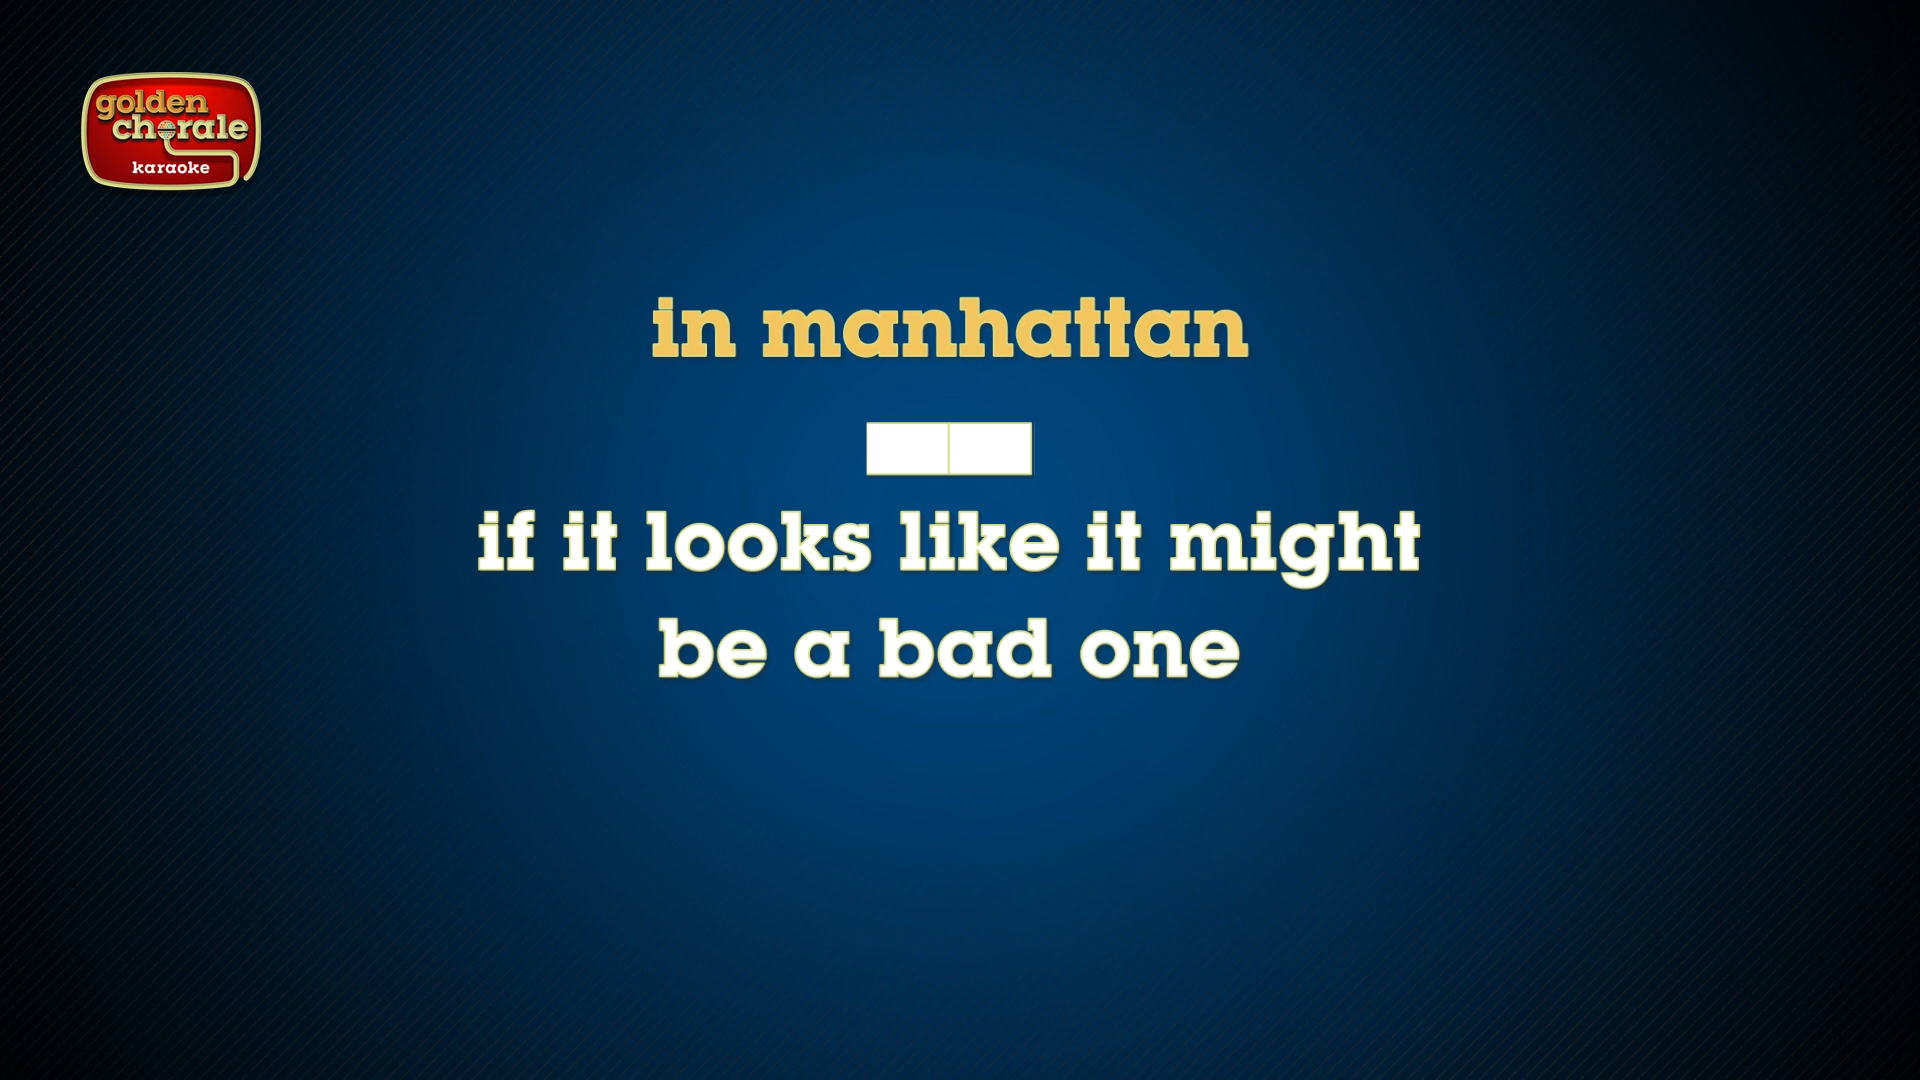 golden
chorale
karaoke
in manhattan
if it looks like it might
be a bad one